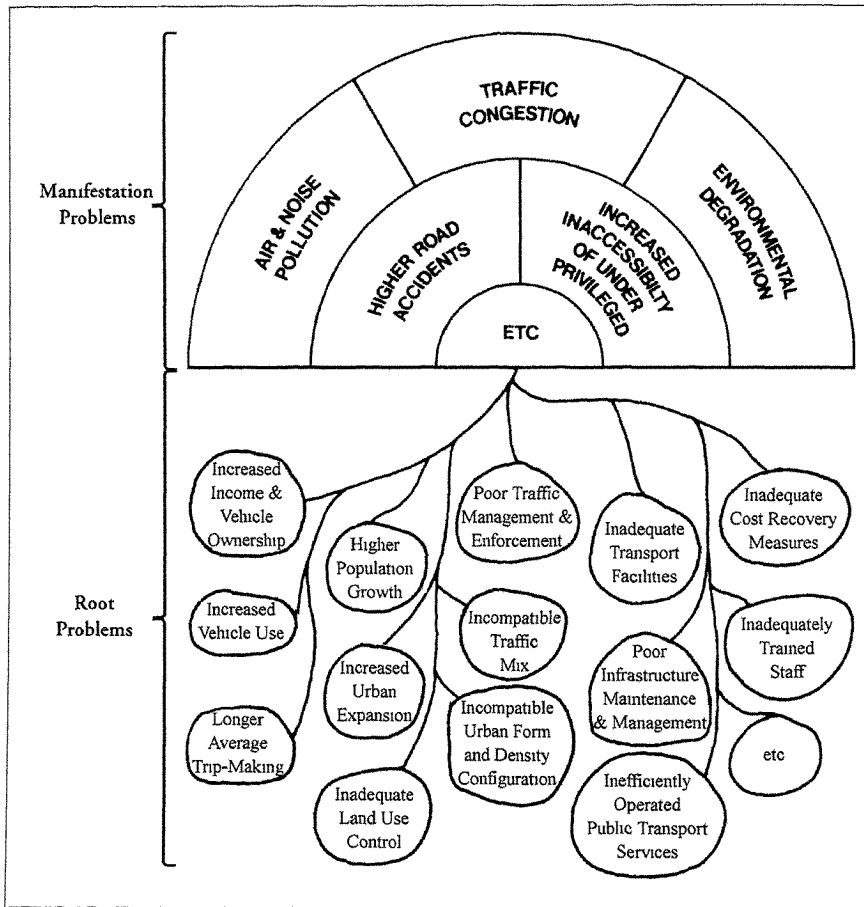 TRAFFIC
CONGESTION
AIR & NOISE
POLLUTION
ENVIRONMENTAL
DEGRADATION
HIGHER ROAD
ACCIDENTS
INCREASED
INACCESSIBILTY
OF UNDER
PRIVILEGED
ETC
Manifestation
Problems
Root
Problems
Increased
Income &
Vehicle
Ownership
Increased
Vehicle Use
Longer
Average
Trip-Making
Higher
Population
Growth
Increased
Urban
Expansion
Inadequate
Land Use
Control
Poor Traffic
Management &
Enforcement
Incompatible
Traffic
Mix
Incompatible
Urban Form
and Density
Configuration
Inadequate
Transport
Facilities
Poor
Infrastructure
Maintenance
& Management
Inefficiently
Operated
Public Transport
Services
Inadequate
Cost Recovery
Measures
Inadequately
Trained
Staff
etc